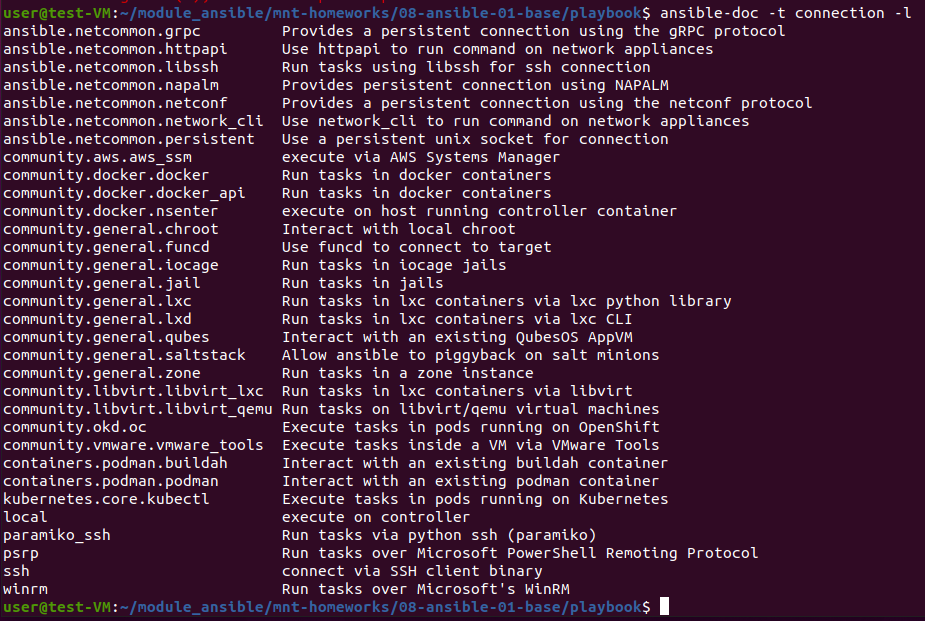 user@test-VM:~/module_ansible/mnt-homeworks/08-ansible-01-base/playbook$ ansible-doc -t connection -l
ansible.netcommon.grpc Provides a persistent connection using the gRPC protocol
ansible.netcommon.httpapi Use httpapi to run command on network appliances
ansible.netcommon.libssh Run tasks using libssh for ssh connection
ansible.netcommon.napalm Provides persistent connection using NAPALM
ansible.netcommon.netconf Provides a persistent connection using the netconf protocol
ansible.netcommon.network_cli Use network_cli to run command on network appliances
ansible.netcommon.persistent Use a persistent unix socket for connection
community.aws.aws_ssm execute via AWS Systems Manager
community.docker.docker Run tasks in docker containers
community.docker.docker_api Run tasks in docker containers
community.docker.nsenter execute on host running controller container
community.general.chroot Interact with local chroot
community.general.funcd Use funcd to connect to target
community.general.iocage Run tasks in iocage jails
community.general.jail Run tasks in jails
community.general.lxc Run tasks in lxc containers via lxc python library
community.general.lxd Run tasks in lxc containers via lxc CLI
community.general.qubes Interact with an existing QubesOS AppVM
community.general.saltstack Allow ansible to piggyback on salt minions
community.general.zone Run tasks in a zone instance
community.libvirt.libvirt_lxc Run tasks in lxc containers via libvirt
community.libvirt.libvirt_qemu Run tasks on libvirt/qemu virtual machines
community.okd.oc Execute tasks in pods running on OpenShift
community.vmware.vmware_tools Execute tasks inside a VM via VMware Tools
containers.podman.buildah Interact with an existing buildah container
containers.podman.podman Interact with an existing podman container
kubernetes.core.kubectl Execute tasks in pods running on Kubernetes
local execute on controller
paramiko_ssh Run tasks via python ssh (paramiko)
psrp Run tasks over Microsoft PowerShell Remoting Protocol
ssh connect via SSH client binary
winrm Run tasks over Microsoft's WinRM
user@test-VM:~/module_ansible/mnt-homeworks/08-ansible-01-base/playbook$